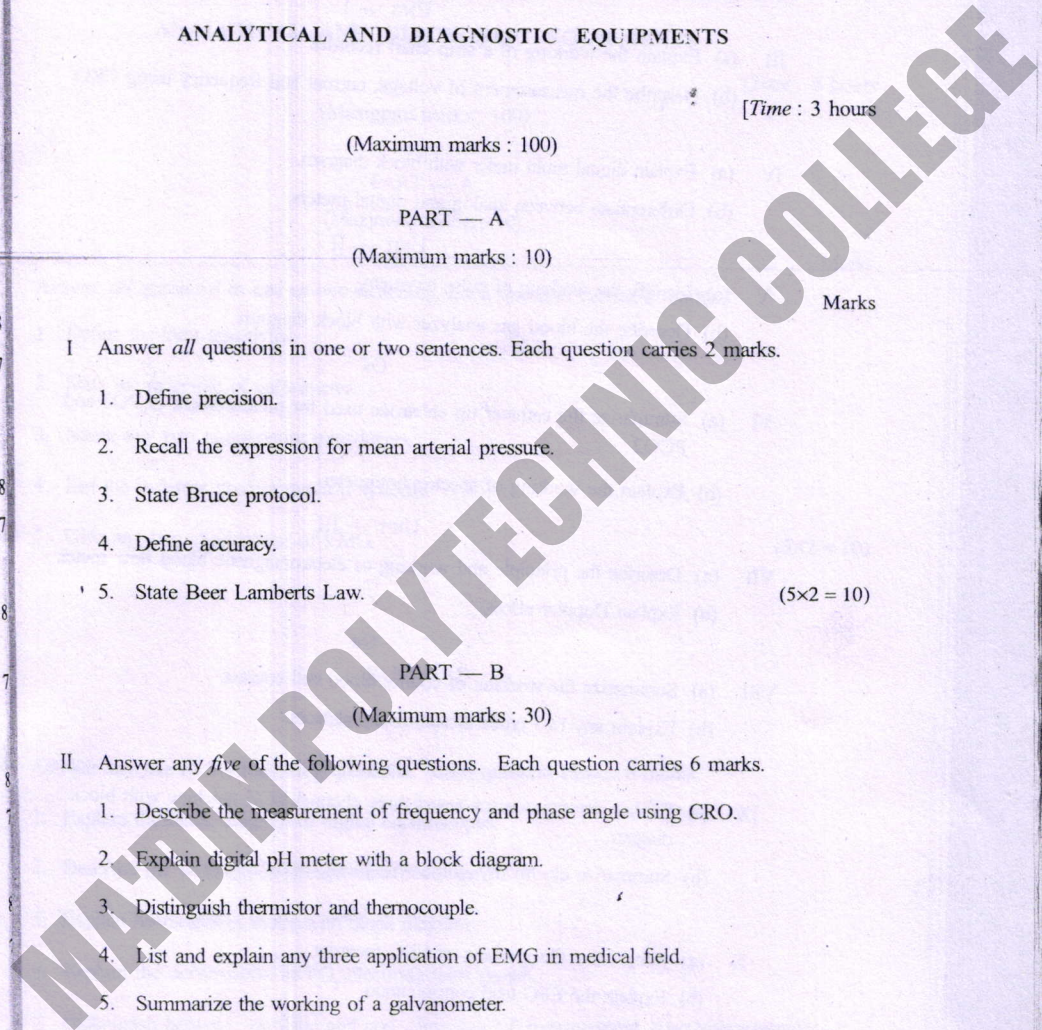 ANALYTICAL AND DIAGNOSTIC EQUIPMENTS
[Time : 3 hours
(Maximum marks : 100)
PART — A
(Maximum marks : 10)
Marks
I Answer all questions in one or two sentences. Each question carries 2 marks.
1. Define precision.
2. Recall the expression for mean arterial pressure.
3. State Bruce protocol.
4. Define accuracy.
5. State Beer Lamberts Law. (5×2 = 10)
PART — B
(Maximum marks : 30)
II Answer any five of the following questions. Each question carries 6 marks.
1. Describe the measurement of frequency and phase angle using CRO.
2. Explain digital pH meter with a block diagram.
3. Distinguish thermistor and thernocouple.
4. List and explain any three application of EMG in medical field.
5. Summarize the working of a galvanometer.
MADIN POLYTECHNIC COLLEGE